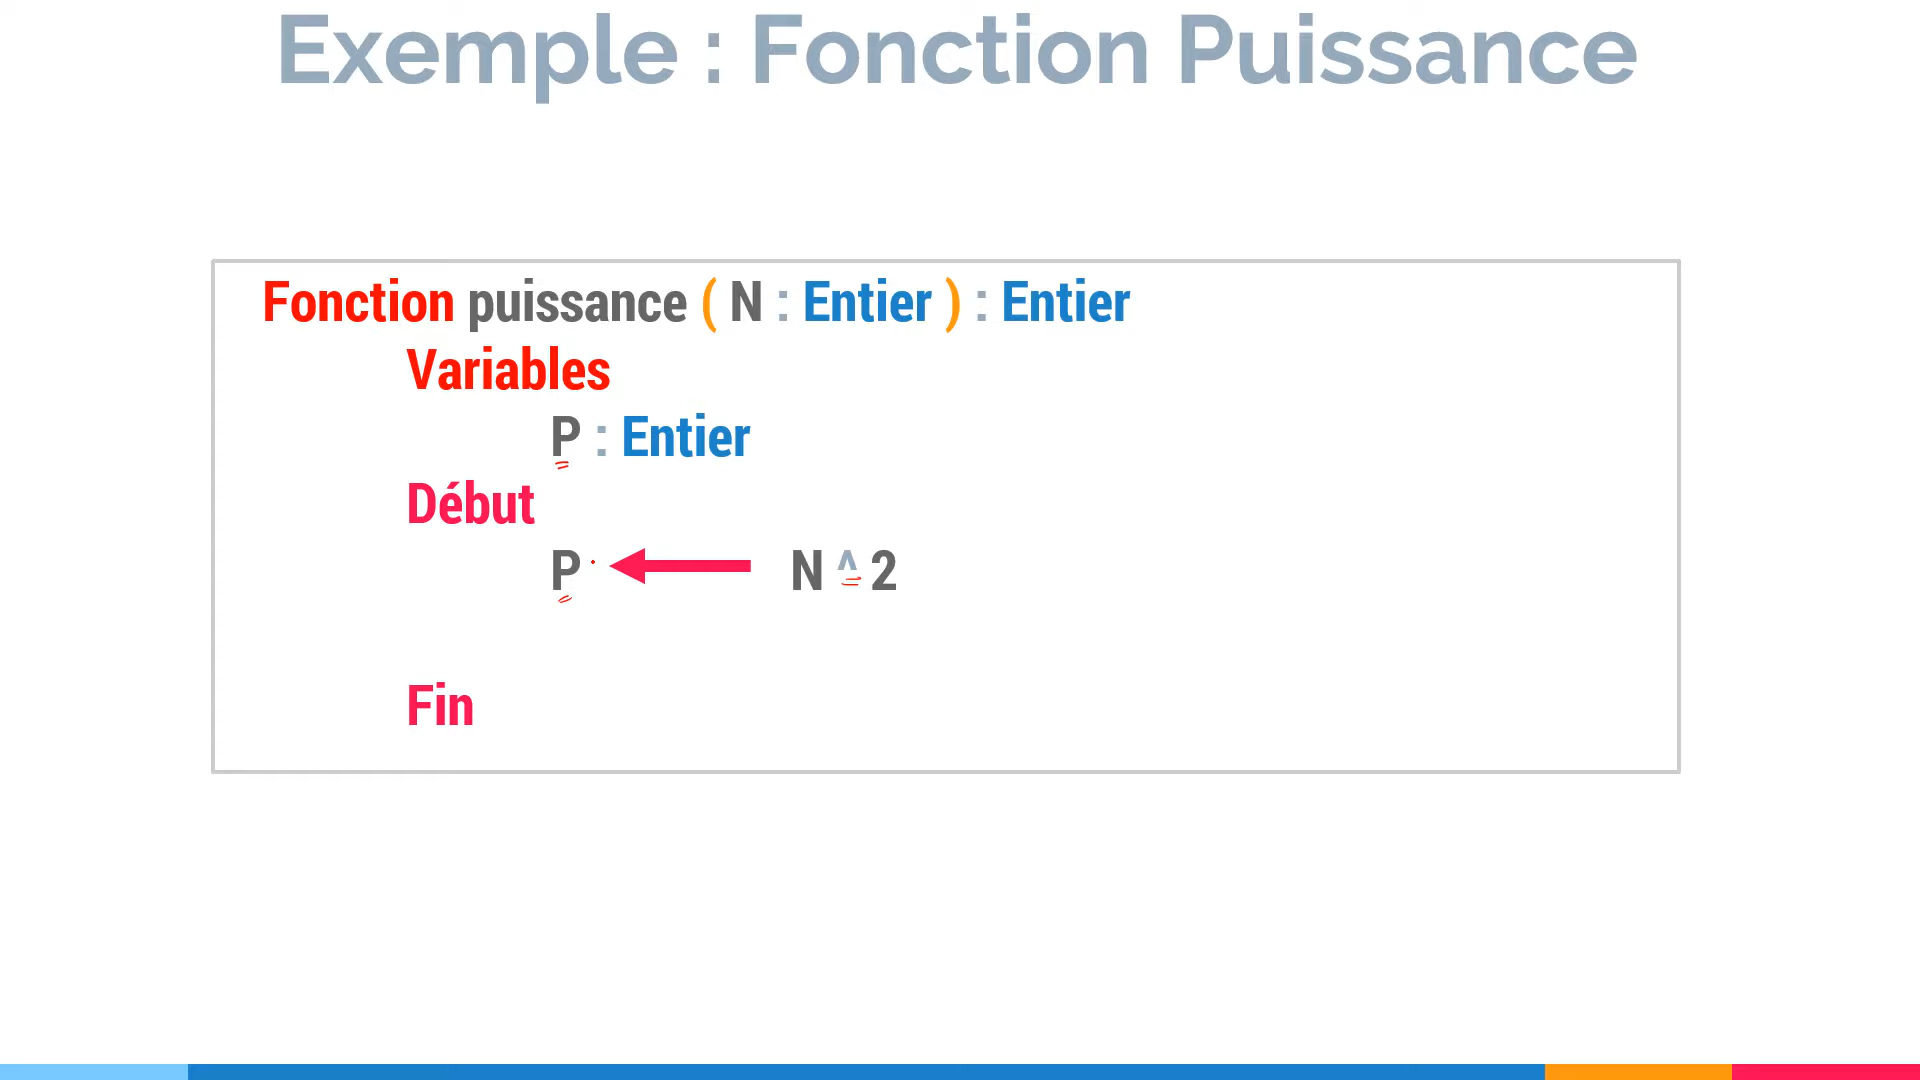 Exemple : Fonction Puissance
Fonction puissance ( N : Entier ) : Entier
Variables
P : Entier
Début
P ← N ^ 2
Fin